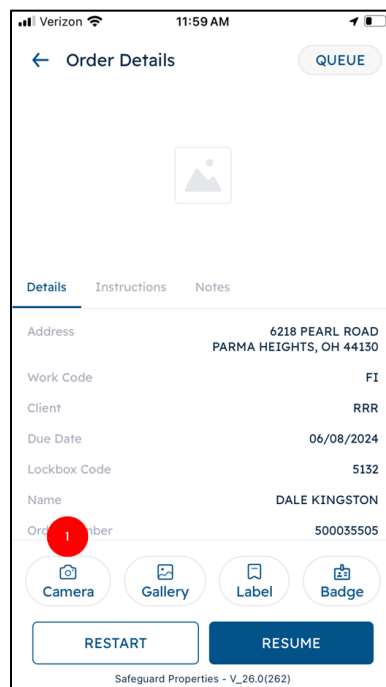 Verizon 11:59 AM
Order Details QUEUE
Details Instructions Notes
Address 6218 PEARL ROAD
PARMA HEIGHTS, OH 44130
Work Code FI
Client RRR
Due Date 06/08/2024
Lockbox Code 5132
Name DALE KINGSTON
Ord 1 nber 500035505
Camera Gallery Label Badge
RESTART RESUME
Safeguard Properties - V_26.0(262)